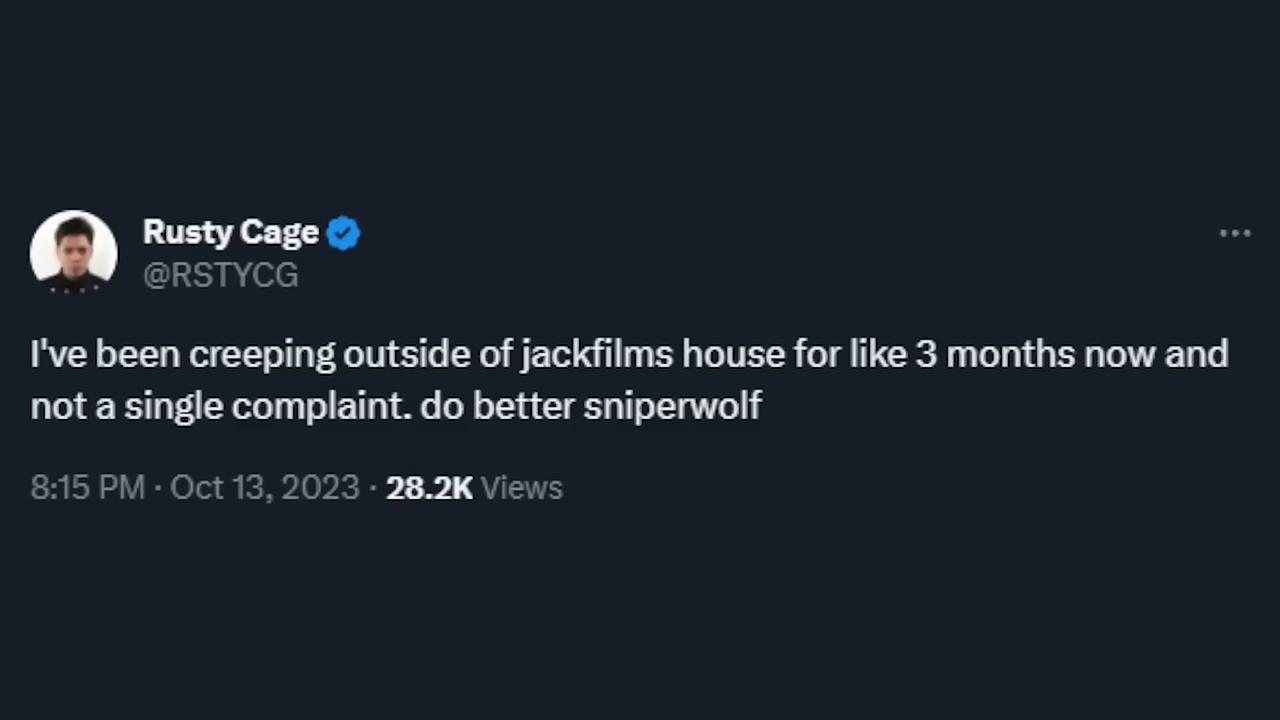 Rusty Cage
@RSTYCG
I've been creeping outside of jackfilms house for like 3 months now and
not a single complaint. do better sniperwolf
8:15 PM · Oct 13, 2023 · 28.2K Views